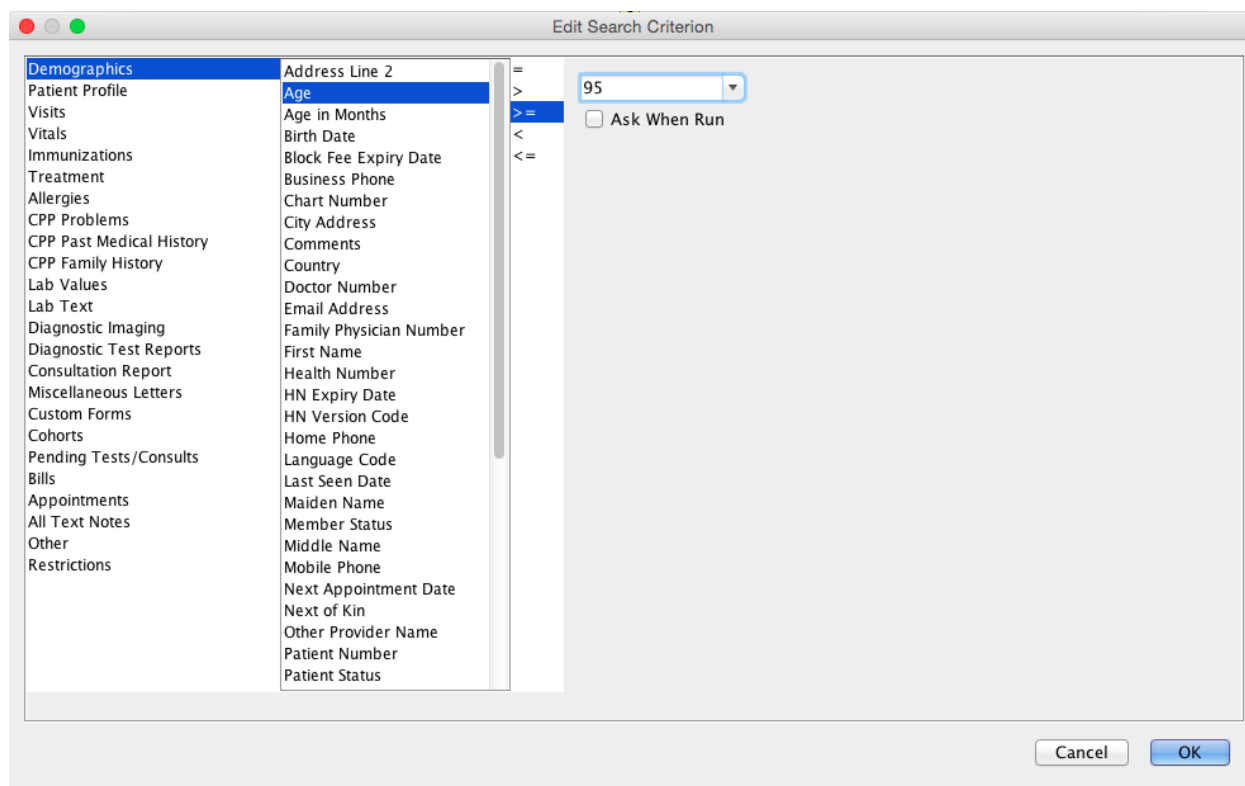 Edit Search Criterion
Demographics
Patient Profile
Visits
Vitals
Immunizations
Treatment
Allergies
CPP Problems
CPP Past Medical History
CPP Family History
Lab Values
Lab Text
Diagnostic Imaging
Diagnostic Test Reports
Consultation Report
Miscellaneous Letters
Custom Forms
Cohorts
Pending Tests/Consults
Bills
Appointments
All Text Notes
Other
Restrictions
Address Line 2
Age
Age in Months
Birth Date
Block Fee Expiry Date
Business Phone
Chart Number
City Address
Comments
Country
Doctor Number
Email Address
Family Physician Number
First Name
Health Number
HN Expiry Date
HN Version Code
Home Phone
Language Code
Last Seen Date
Maiden Name
Member Status
Middle Name
Mobile Phone
Next Appointment Date
Next of Kin
Other Provider Name
Patient Number
Patient Status
=
>
>=
<
<=
95
Ask When Run
Cancel
OK